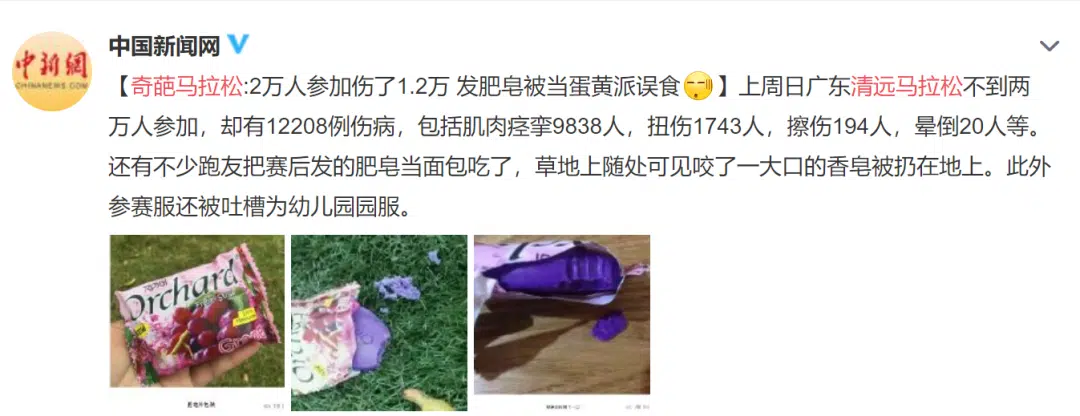 中新網
CHINANEWS.COM
中国新闻网
【奇葩马拉松:2万人参加伤了1.2万 发肥皂被当蛋黄派误食】上周日广东清远马拉松不到两
万人参加，却有12208例伤病，包括肌肉痉挛9838人，扭伤1743人，擦伤194人，晕倒20人等。
还有不少跑友把赛后发的肥皂当面包吃了，草地上随处可见咬了一大口的香皂被扔在地上。此外
参赛服还被吐槽为幼儿园园服。
Orchard